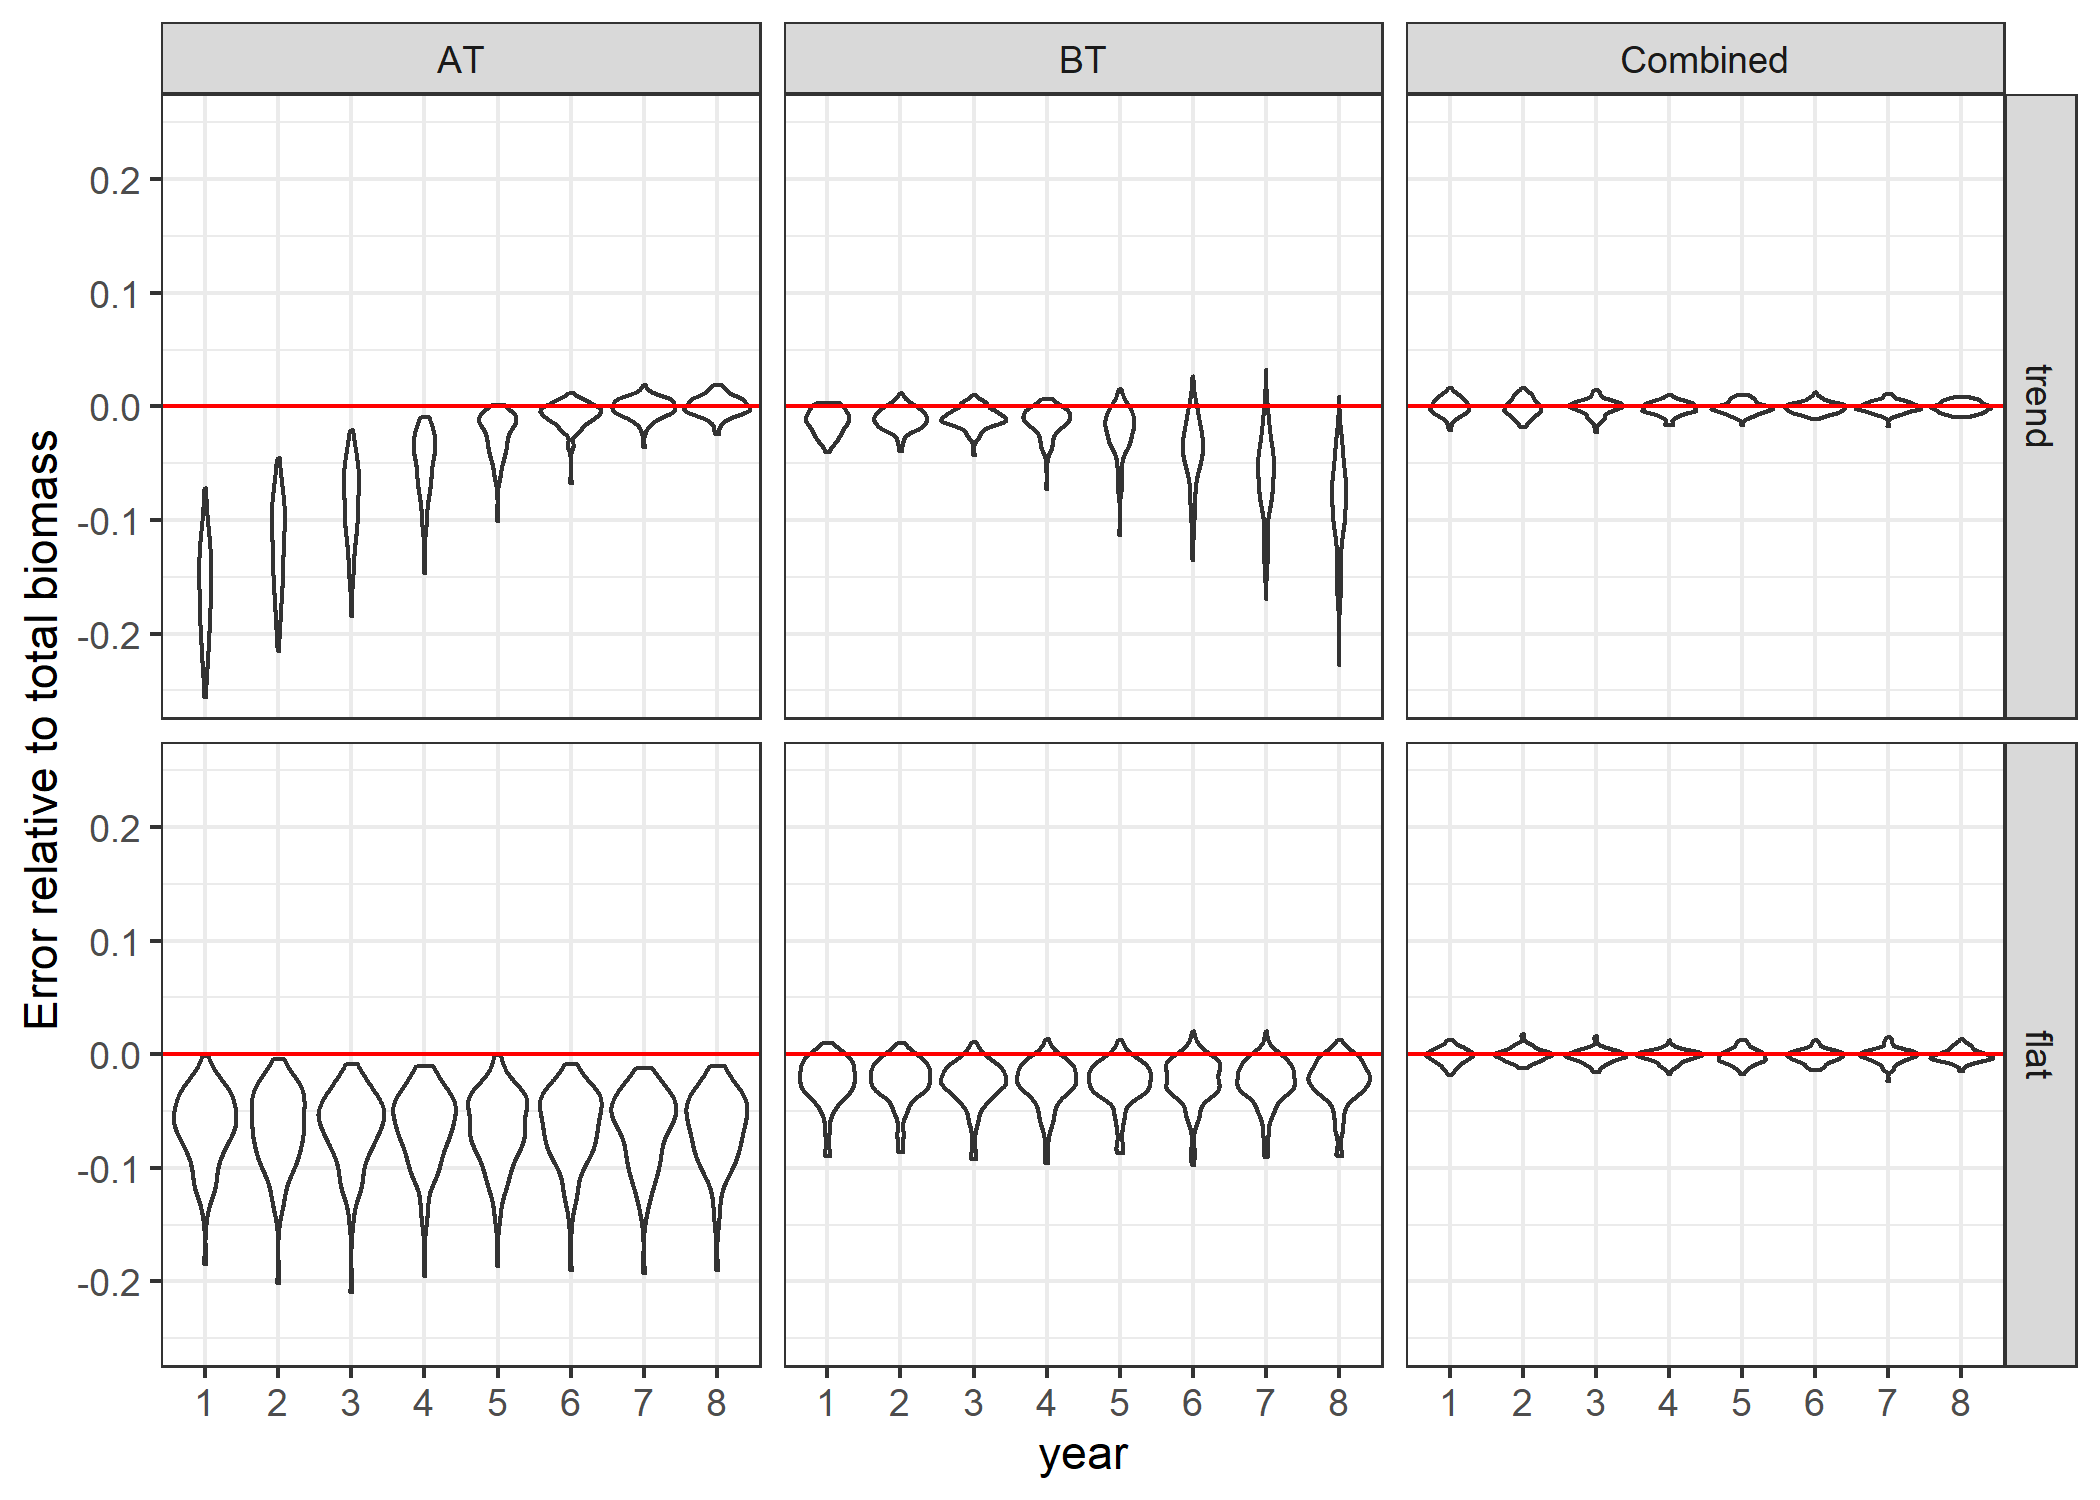 AT BT Combined
Error relative to total biomass
0.2
0.1
0.0
-0.1
-0.2
trend
0.2
0.1
0.0
-0.1
-0.2
flat
1 2 3 4 5 6 7 8 1 2 3 4 5 6 7 8 1 2 3 4 5 6 7 8
year